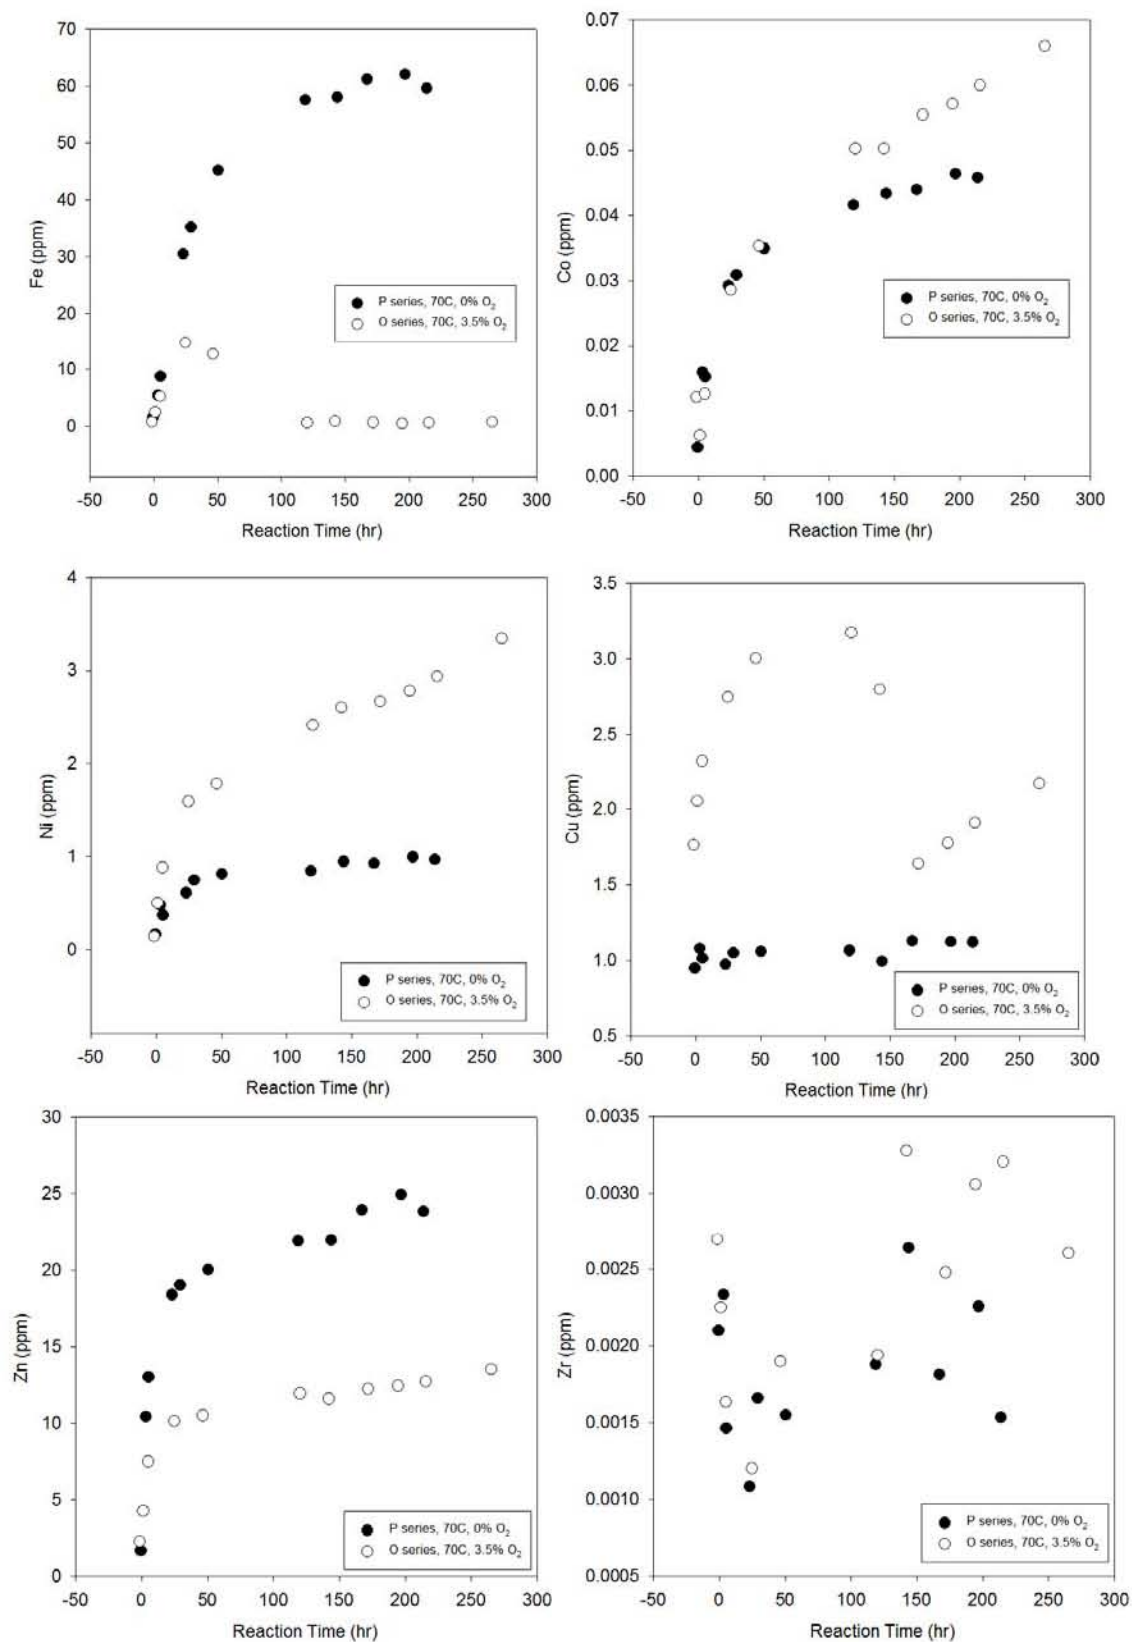 70
60
50
40
30
20
10
0
Fe (ppm)
P series, 70C, 0% O₂
O series, 70C, 3.5% O₂
-50 0 50 100 150 200 250 300
Reaction Time (hr)
0.07
0.06
0.05
0.04
0.03
0.02
0.01
0.00
Co (ppm)
P series, 70C, 0% O₂
O series, 70C, 3.5% O₂
-50 0 50 100 150 200 250 300
Reaction Time (hr)
4
3
2
1
0
Ni (ppm)
P series, 70C, 0% O₂
O series, 70C, 3.5% O₂
-50 0 50 100 150 200 250 300
Reaction Time (hr)
3.5
3.0
2.5
2.0
1.5
1.0
0.5
Cu (ppm)
P series, 70C, 0% O₂
O series, 70C, 3.5% O₂
-50 0 50 100 150 200 250 300
Reaction Time (hr)
30
25
20
15
10
5
0
Zn (ppm)
P series, 70C, 0% O₂
O series, 70C, 3.5% O₂
-50 0 50 100 150 200 250 300
Reaction Time (hr)
0.0035
0.0030
0.0025
0.0020
0.0015
0.0010
0.0005
Zr (ppm)
P series, 70C, 0% O₂
O series, 70C, 3.5% O₂
-50 0 50 100 150 200 250 300
Reaction Time (hr)